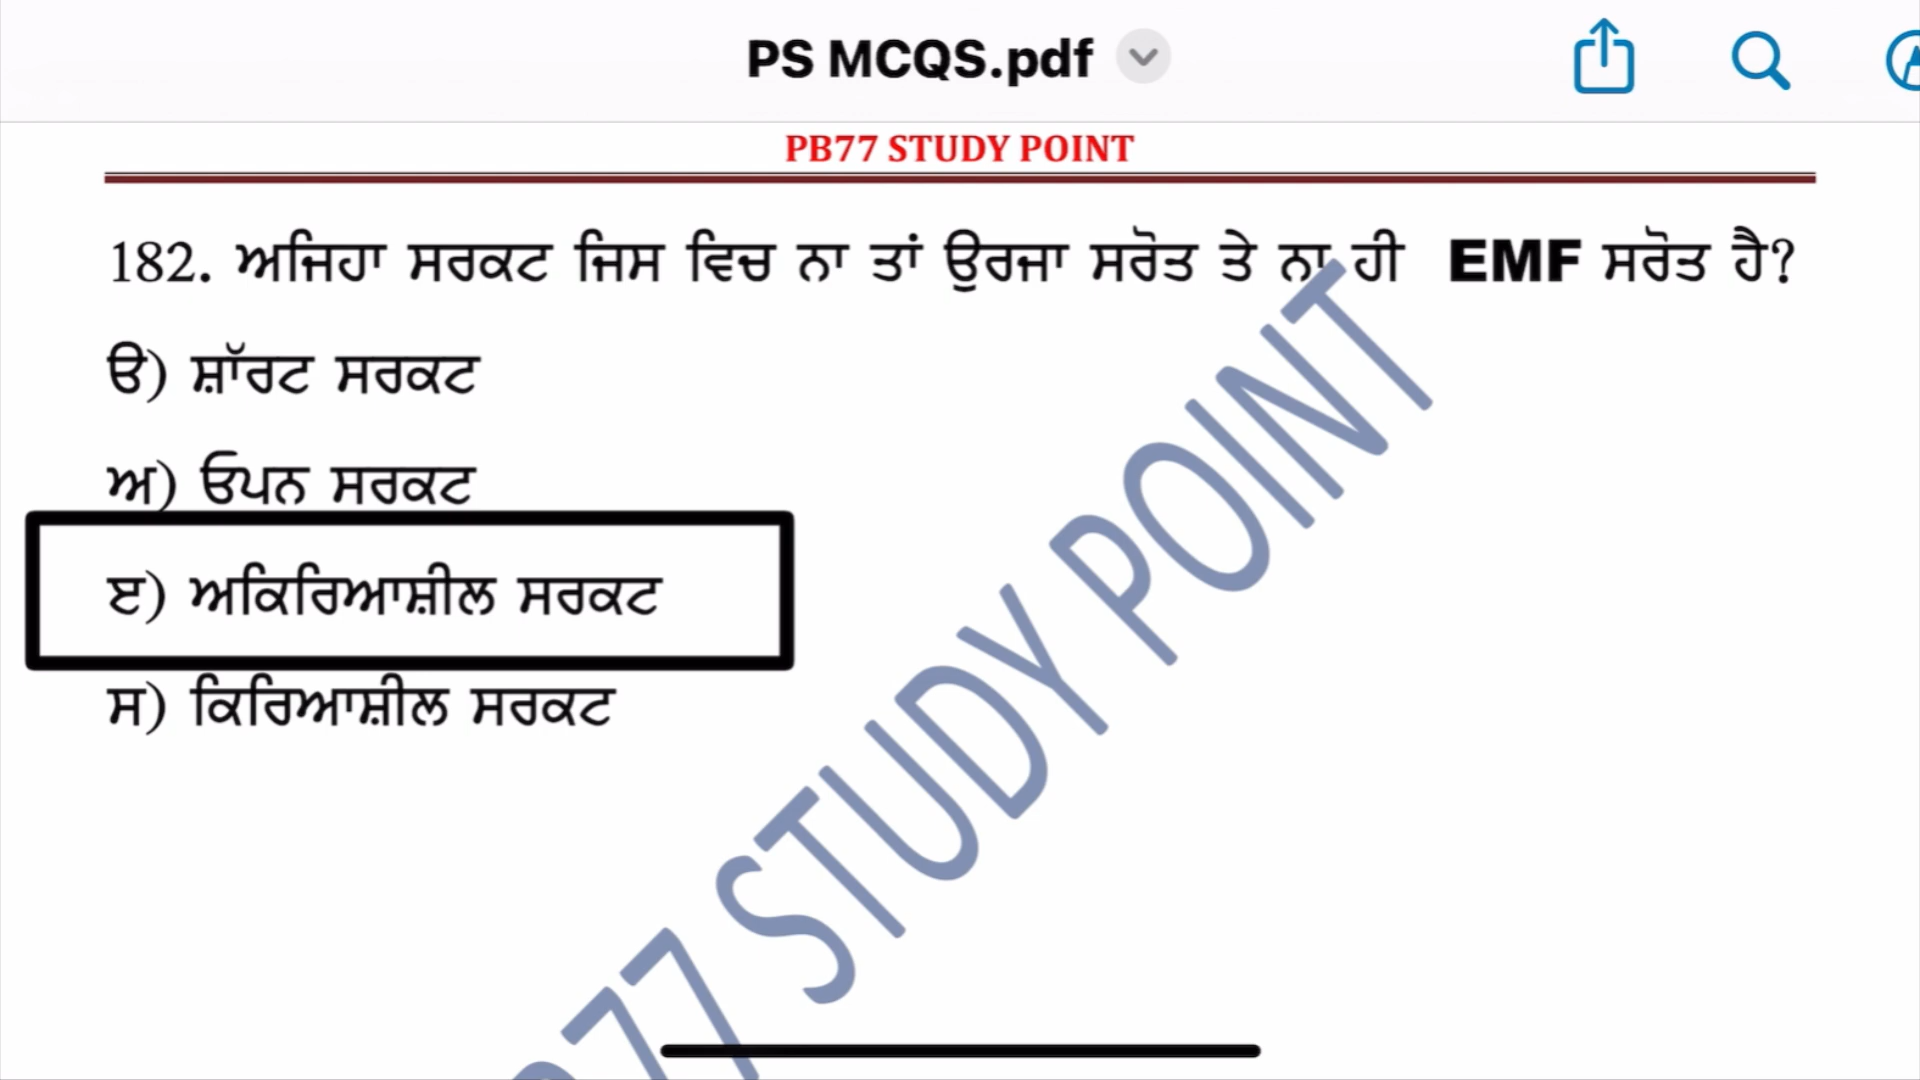 PS MCQS.pdf
PB77 STUDY POINT
182. ਅਜਿਹਾ ਸਰਕਟ ਜਿਸ ਵਿਚ ਨਾ ਤਾਂ ਉਰਜਾ ਸਰੋਤ ਤੇ ਨਾ ਹੀ EMF ਸਰੋਤ ਹੈ?
ੳ) ਸ਼ਾੱਰਟ ਸਰਕਟ
ਅ) ਓਪਨ ਸਰਕਟ
ੲ) ਅਕਿਰਿਆਸ਼ੀਲ ਸਰਕਟ
ਸ) ਕਿਰਿਆਸ਼ੀਲ ਸਰਕਟ
PB77 STUDY POINT